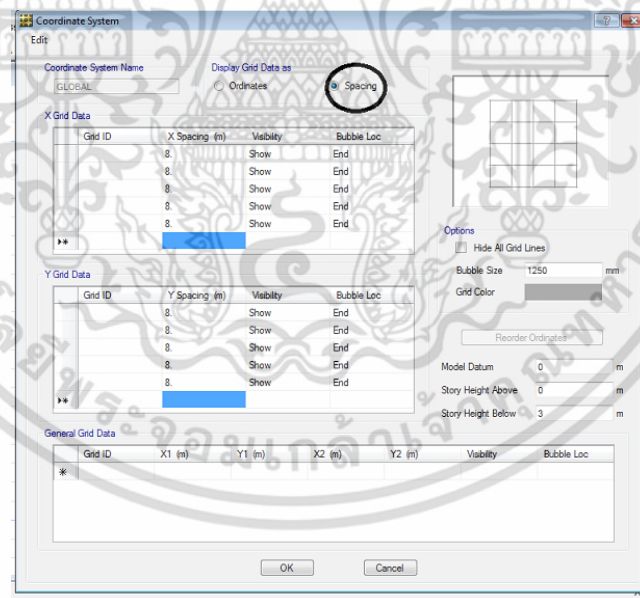 Coordinate System
Edit
Coordinate System Name
GLOBAL
Display Grid Data as
Ordinates
Spacing
X Grid Data
Grid ID X Spacing (m) Visibility Bubble Loc
8. Show End
8. Show End
8. Show End
8. Show End
8. Show End
Y Grid Data
Grid ID Y Spacing (m) Visibility Bubble Loc
8. Show End
8. Show End
8. Show End
8. Show End
8. Show End
Options
Hide All Grid Lines
Bubble Size 1250 mm
Grid Color
Reorder Ordinates
Model Datum 0 m
Story Height Above 0 m
Story Height Below 3 m
General Grid Data
Grid ID X1 (m) Y1 (m) X2 (m) Y2 (m) Visibility Bubble Loc
OK Cancel